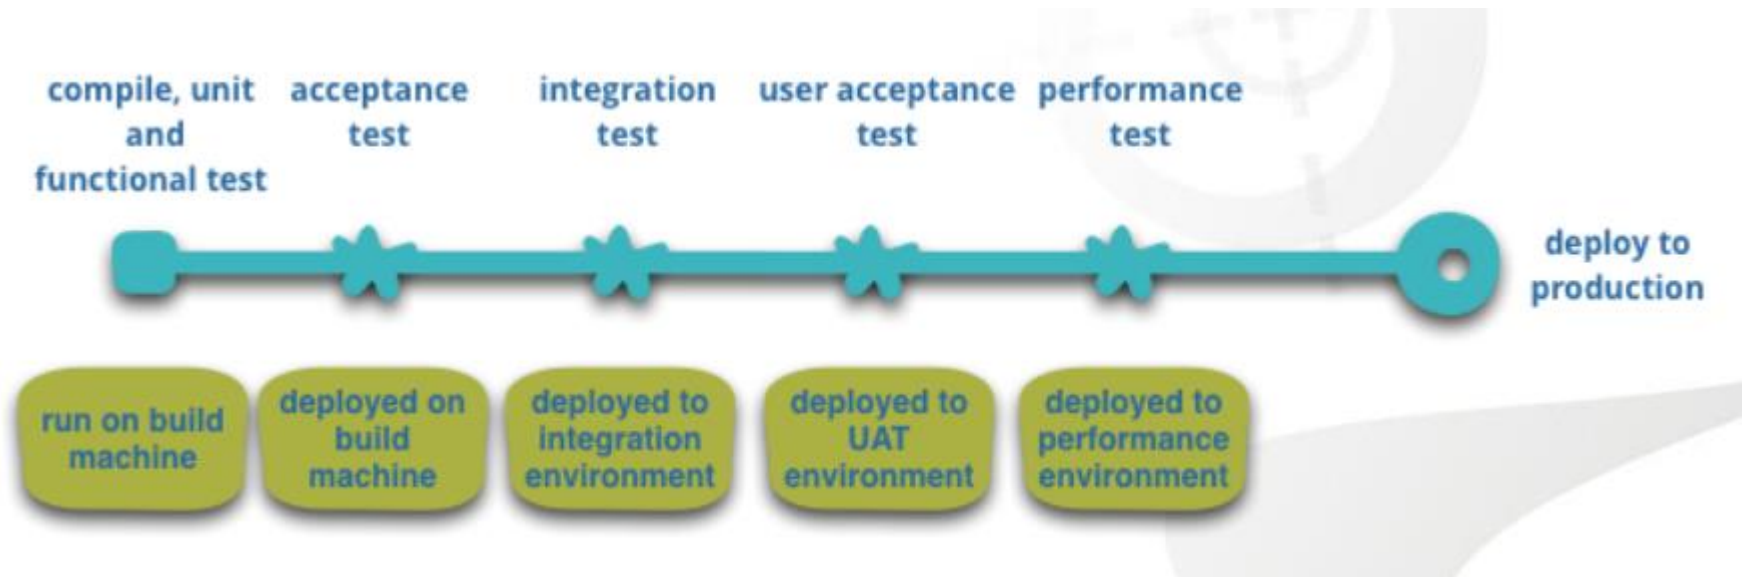 compile, unit
and
functional test
acceptance
test
integration
test
user acceptance
test
performance
test
deploy to
production
run on build
machine
deployed on
build
machine
deployed to
integration
environment
deployed to
UAT
environment
deployed to
performance
environment